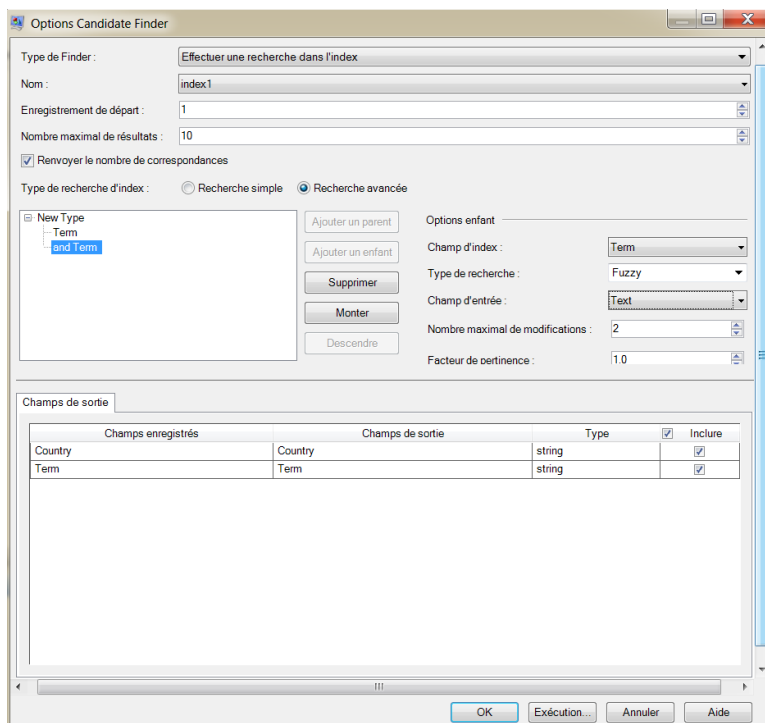 Options Candidate Finder
Type de Finder :
Effectuer une recherche dans l'index
Nom :
index1
Enregistrement de départ :
1
Nombre maximal de résultats :
10
Renvoyer le nombre de correspondances
Type de recherche d'index :
Recherche simple
Recherche avancée
New Type
Term
and Term
Ajouter un parent
Ajouter un enfant
Supprimer
Monter
Descendre
Options enfant
Champ d'index :
Term
Type de recherche :
Fuzzy
Champ d'entrée :
Text
Nombre maximal de modifications :
2
Facteur de pertinence :
1.0
Champs de sortie
Champs enregistrés Champs de sortie Type Inclure
Country Country string
Term Term string
OK Exécution... Annuler Aide